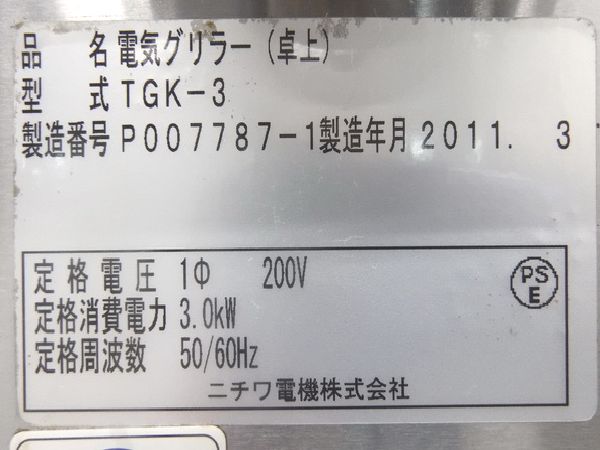 品 名 電気グリラー (卓上)
型 式 TGK-3
製造番号 P007787-1 製造年月 2011. 3
定格電圧 1Φ 200V
定格消費電力 3.0kW
定格周波数 50/60Hz
PS
E
ニチワ電機株式会社